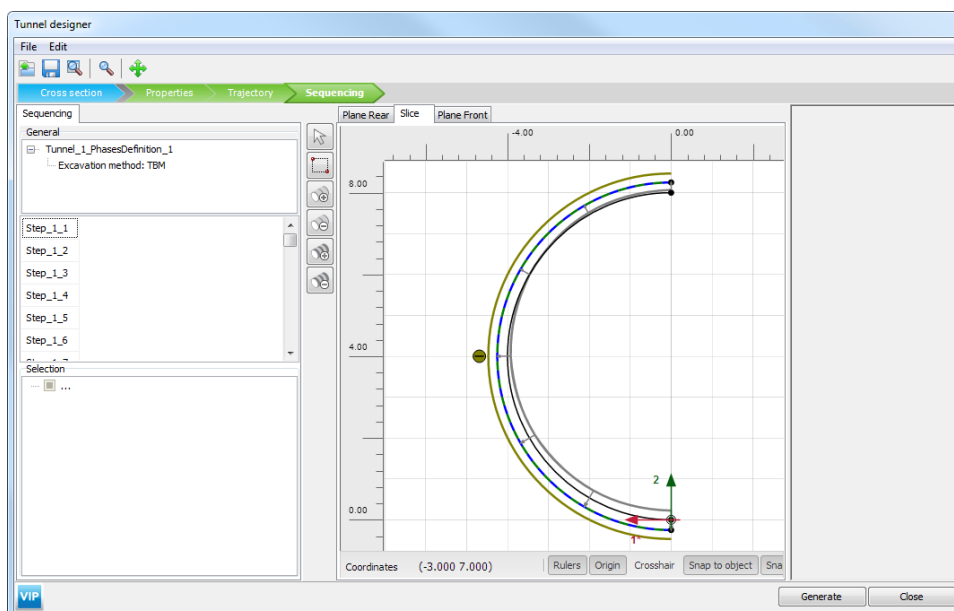 Tunnel designer
File Edit
Cross section Properties Trajectory Sequencing
Sequencing
Plane Rear Slice Plane Front
General
Tunnel_1_PhasesDefinition_1
Excavation method: TBM
-4.00 0.00
8.00
Step_1_1
Step_1_2
Step_1_3
Step_1_4
Step_1_5
Step_1_6
4.00
Selection
...
2
0.00
1
Coordinates (-3.000 7.000) Rulers Origin Crosshair Snap to object Sna
VIP Generate Close